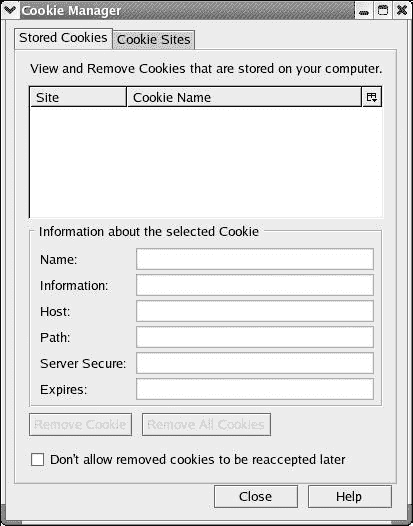 Cookie Manager
Stored Cookies
Cookie Sites
View and Remove Cookies that are stored on your computer.
Site Cookie Name
Information about the selected Cookie
Name:
Information:
Host:
Path:
Server Secure:
Expires:
Remove Cookie Remove All Cookies
Don't allow removed cookies to be reaccepted later
Close Help